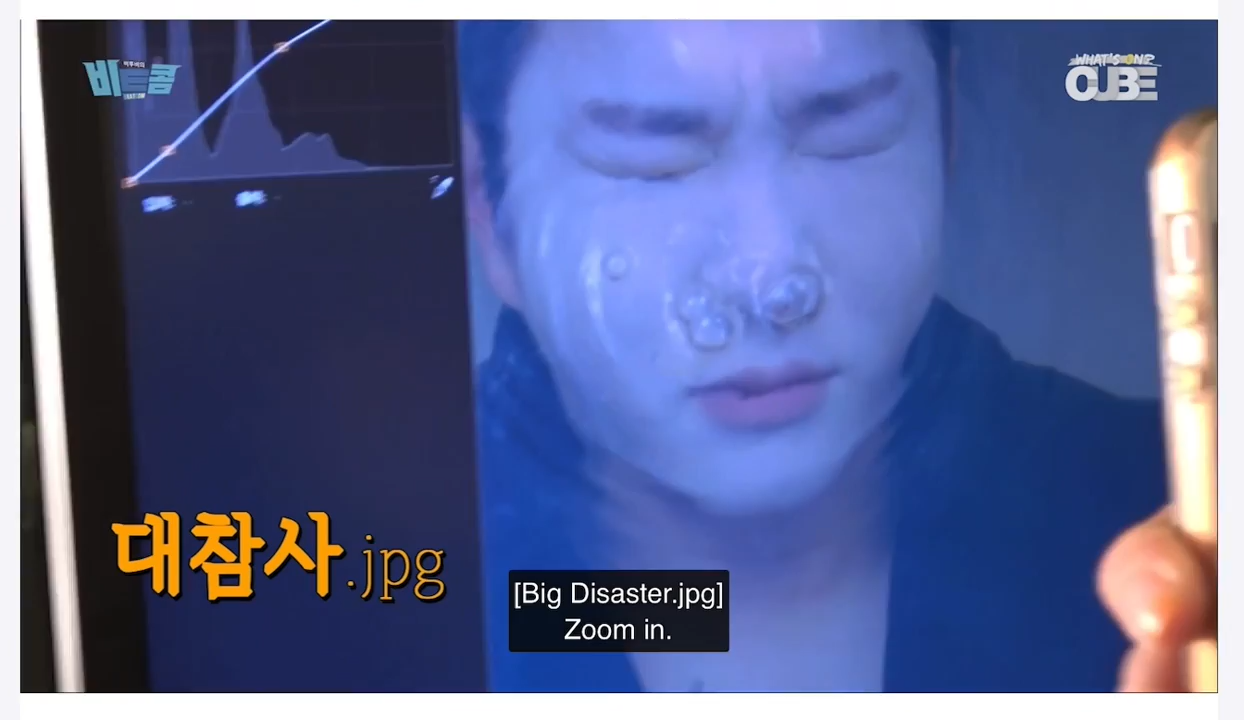 비트콤
WHAT'S ON?
CUBE
대참사.jpg
[Big Disaster.jpg]
Zoom in.